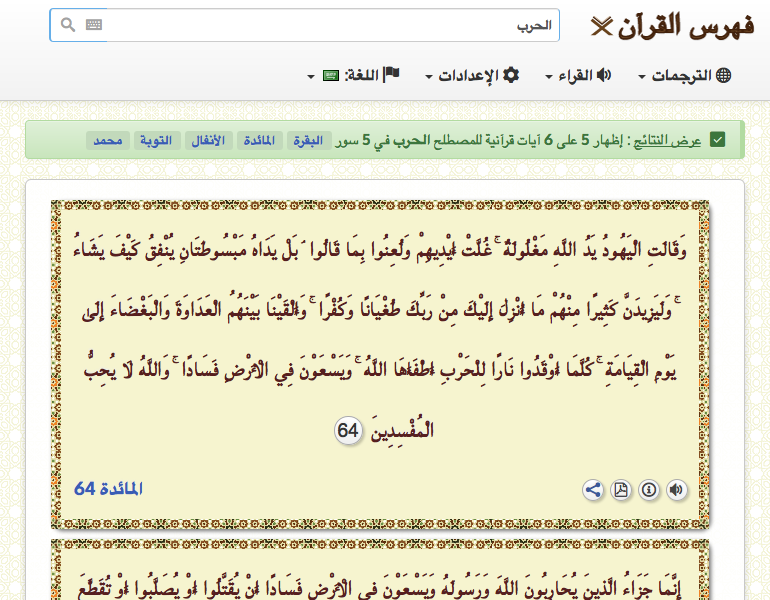 فهرس القرآن
الحرب
الترجمات
القراء
الإعدادات
اللغة:
عرض النتائج : إظهار 5 على 6 آيات قرآنية للمصطلح الحرب في 5 سور البقرة المائدة الأنفال التوبة محمد
وَقَالَتِ الْيَهُودُ يَدُ اللَّهِ مَغْلُولَةٌ ۚ غُلَّتْ أَيْدِيهِمْ وَلُعِنُوا بِمَا قَالُوا ۘ بَلْ يَدَاهُ مَبْسُوطَتَانِ يُنْفِقُ كَيْفَ يَشَاءُ
ۚ وَلَيَزِيدَنَّ كَثِيرًا مِنْهُمْ مَا أُنْزِلَ إِلَيْكَ مِنْ رَبِّكَ طُغْيَانًا وَكُفْرًا ۚ وَأَلْقَيْنَا بَيْنَهُمُ الْعَدَاوَةَ وَالْبَغْضَاءَ إِلَىٰ
يَوْمِ الْقِيَامَةِ ۚ كُلَّمَا أَوْقَدُوا نَارًا لِلْحَرْبِ أَطْفَأَهَا اللَّهُ ۚ وَيَسْعَوْنَ فِي الْأَرْضِ فَسَادًا ۚ وَاللَّهُ لَا يُحِبُّ
الْمُفْسِدِينَ 64
المائدة 64
إِنَّمَا جَزَاءُ الَّذِينَ يُحَارِبُونَ اللَّهَ وَرَسُولَهُ وَيَسْعَوْنَ فِي الْأَرْضِ فَسَادًا أَنْ يُقَتَّلُوا أَوْ يُصَلَّبُوا أَوْ تُقَطَّعَ